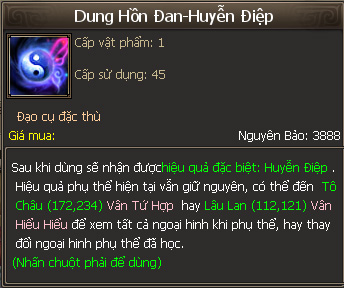 Dung Hồn Đan-Huyễn Điệp
Cấp vật phẩm: 1
Cấp sử dụng: 45
Đạo cụ đặc thù
Giá mua: Nguyên Bảo: 3888
Sau khi dùng sẽ nhận đượchiệu quả đặc biệt: Huyễn Điệp .
Hiệu quả phụ thể hiện tại vẫn giữ nguyên, có thể đến Tô
Châu (172,234) Vân Tứ Hợp hay Lâu Lan (112,121) Vân
Hiểu Hiểu để xem tất cả ngoại hinh khi phụ thể, hay thay
đổi ngoại hinh phụ thể đã học.
(Nhấn chuột phải để dùng)